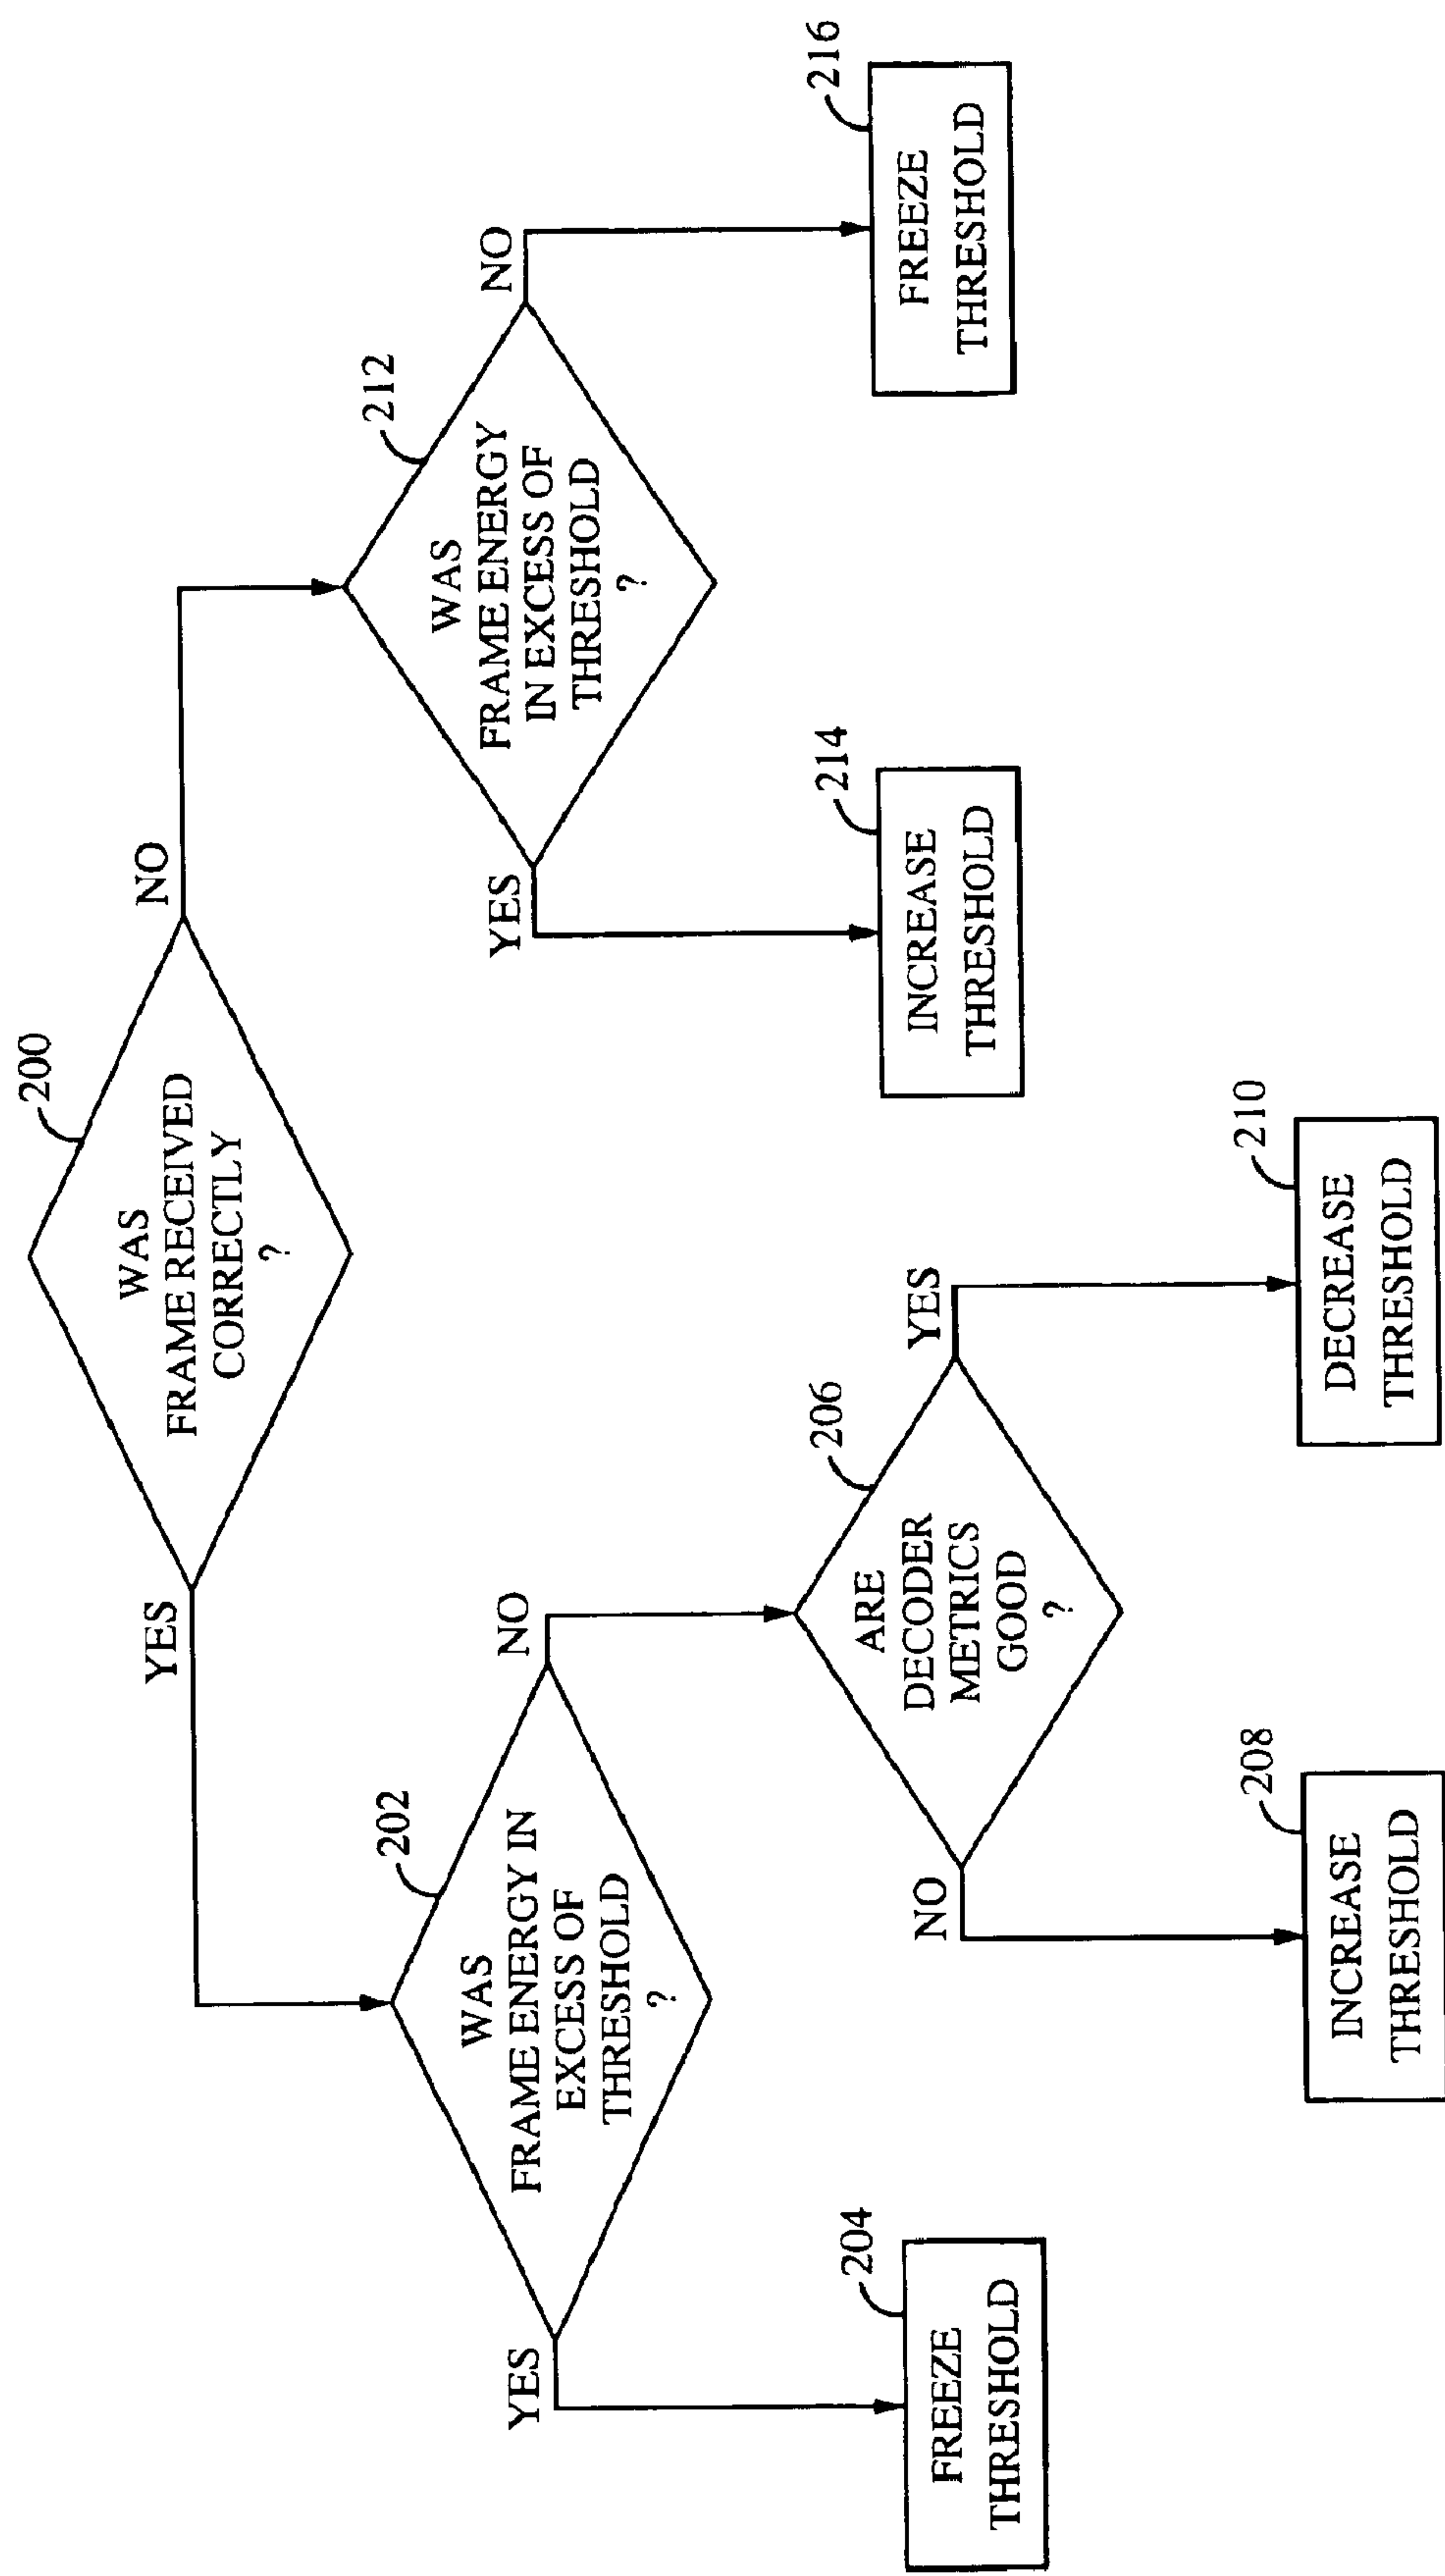 200
WAS
FRAME RECEIVED
CORRECTLY
?
YES
NO
202
WAS
FRAME ENERGY IN
EXCESS OF
THRESHOLD
?
YES
NO
212
WAS
FRAME ENERGY
IN EXCESS OF
THRESHOLD
?
YES
NO
204
FREEZE
THRESHOLD
206
ARE
DECODER
METRICS
GOOD
?
NO
YES
214
INCREASE
THRESHOLD
216
FREEZE
THRESHOLD
208
INCREASE
THRESHOLD
210
DECREASE
THRESHOLD